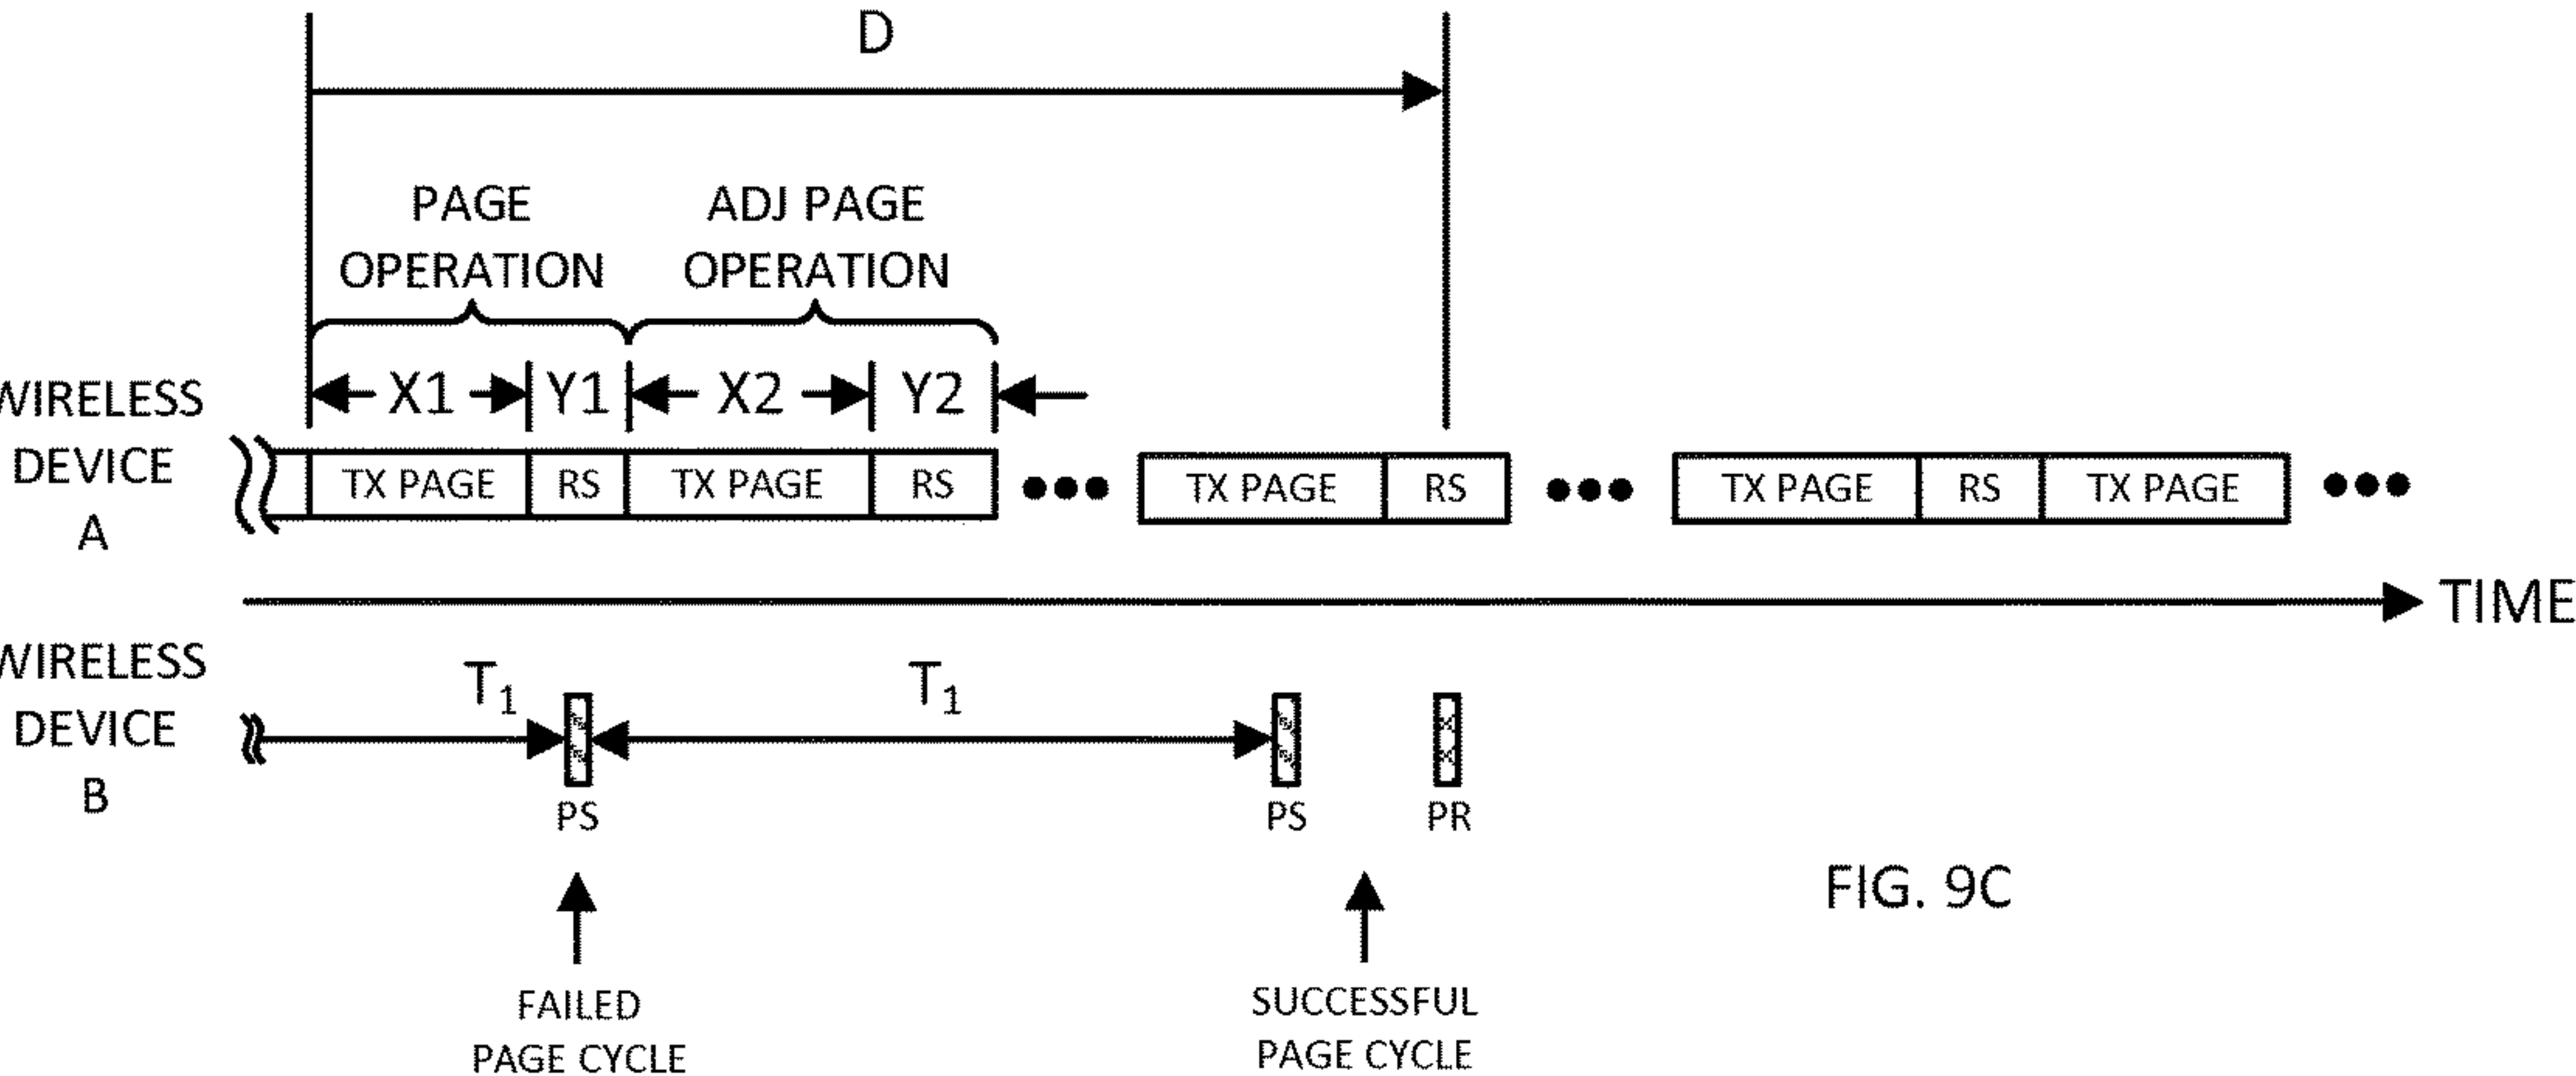 D
PAGE
OPERATION
ADJ PAGE
OPERATION
X1
Y1
X2
Y2
WIRELESS
DEVICE
A
TX PAGE
RS
TX PAGE
RS
•••
TX PAGE
RS
•••
TX PAGE
RS
TX PAGE
•••
TIME
WIRELESS
DEVICE
B
T1
T1
PS
PS
PR
FAILED
PAGE CYCLE
SUCCESSFUL
PAGE CYCLE
FIG. 9C